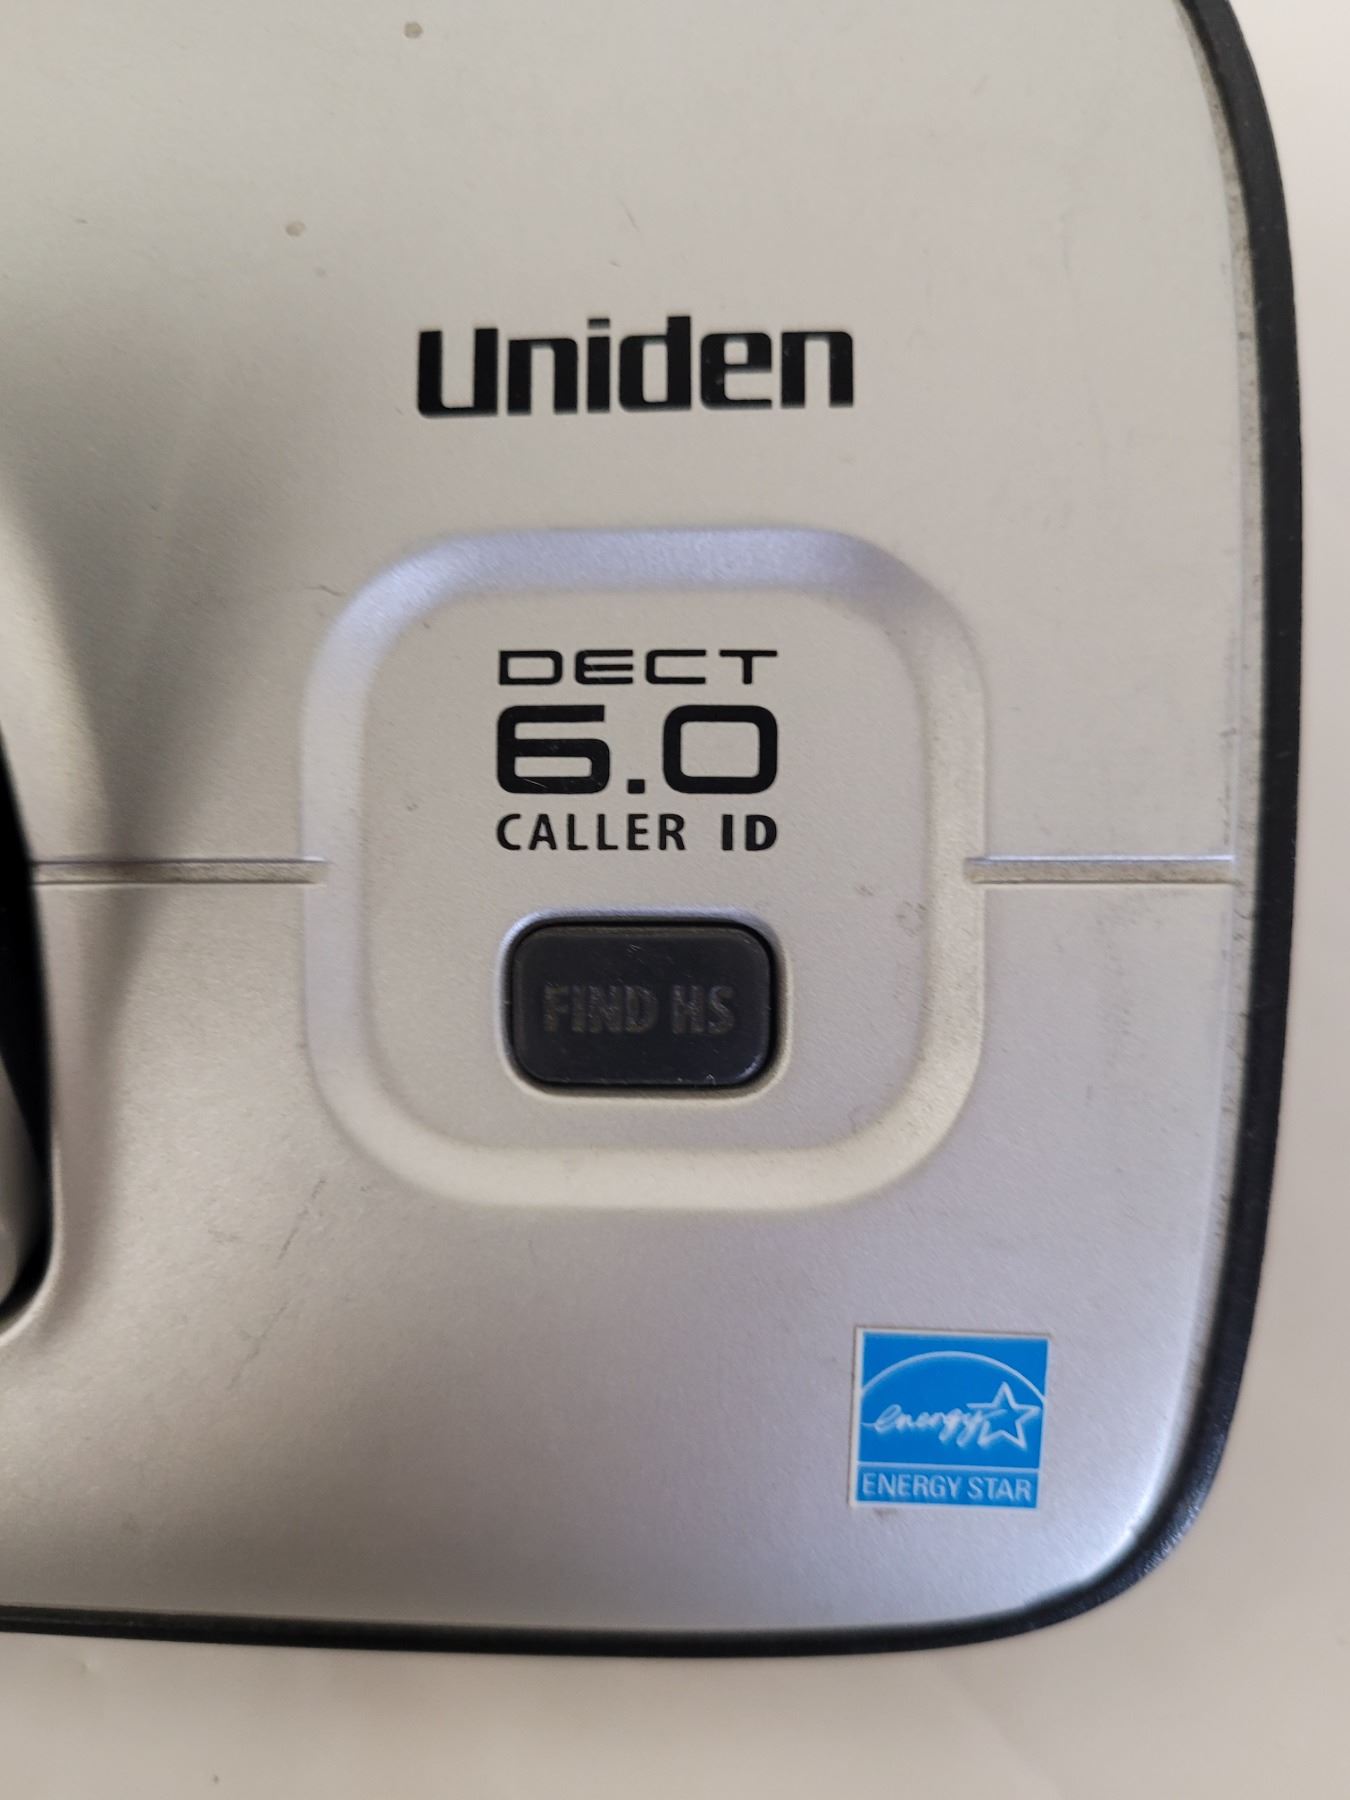 Uniden
DECT
6.0
CALLER ID
FIND HS
energy
ENERGY STAR